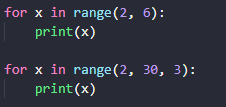 for x in range(2, 6):
    print(x)

for x in range(2, 30, 3):
    print(x)